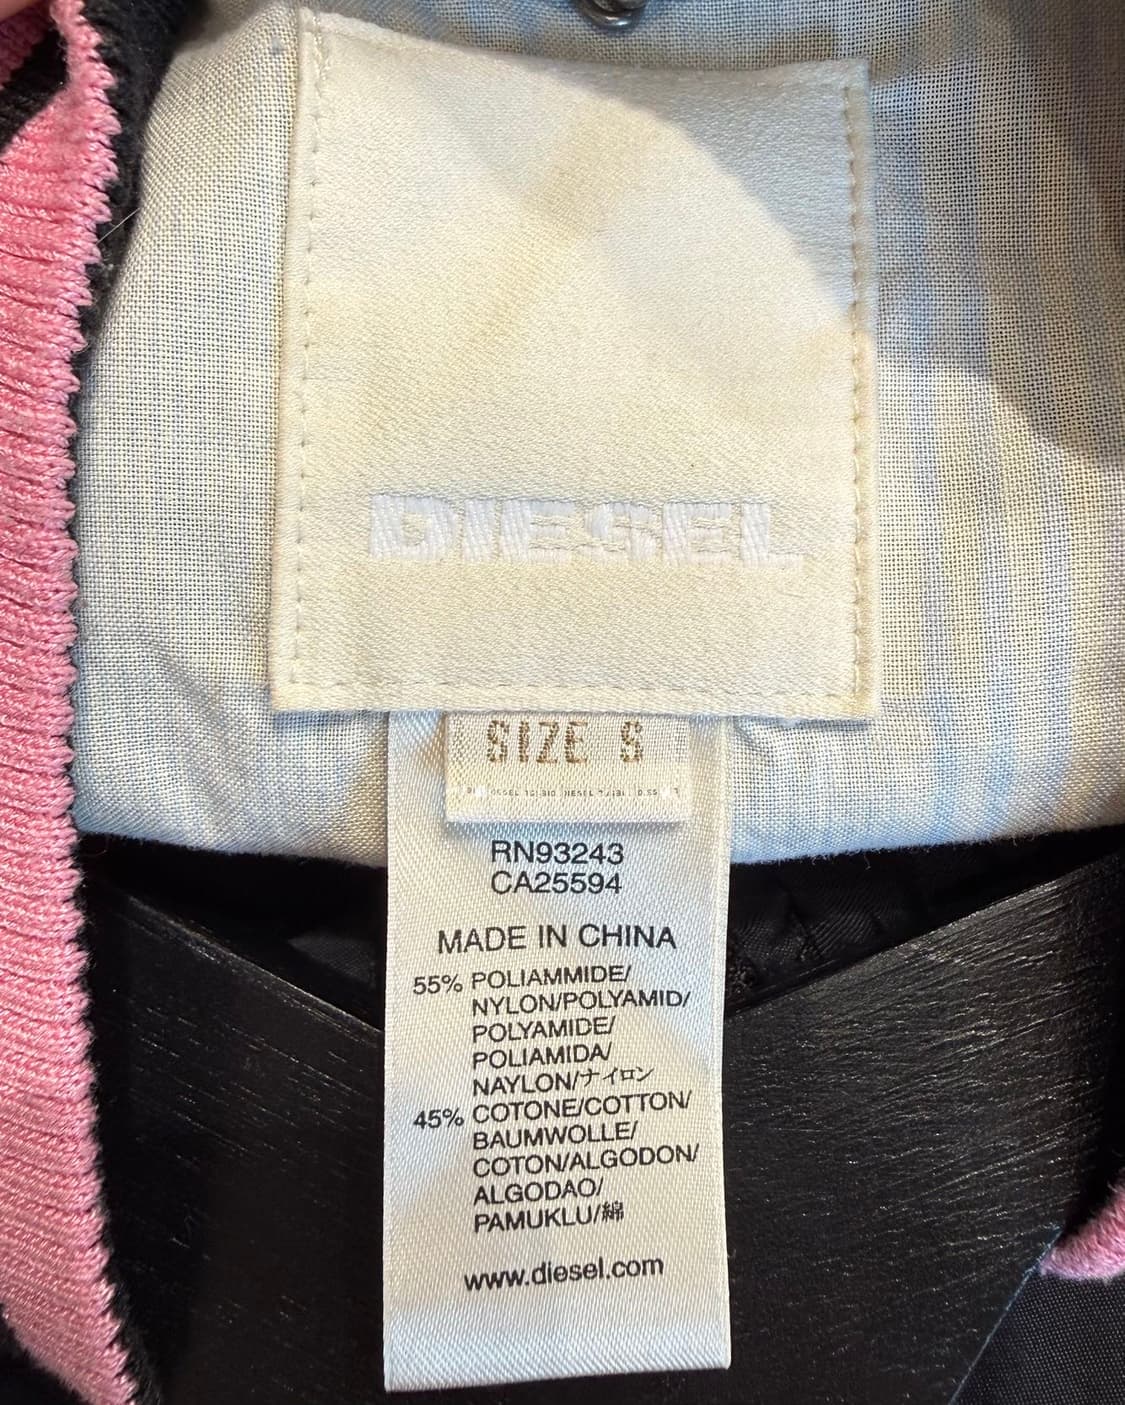 DIESEL
SIZE S
RN93243
CA25594
MADE IN CHINA
55% POLIAMMIDE/
NYLON/POLYAMID/
POLYAMIDE/
POLIAMIDA/
NAYLON/ナイロン
45% COTONE/COTTON/
BAUMWOLLE/
COTON/ALGODON/
ALGODAO/
PAMUKLU/綿
www.diesel.com